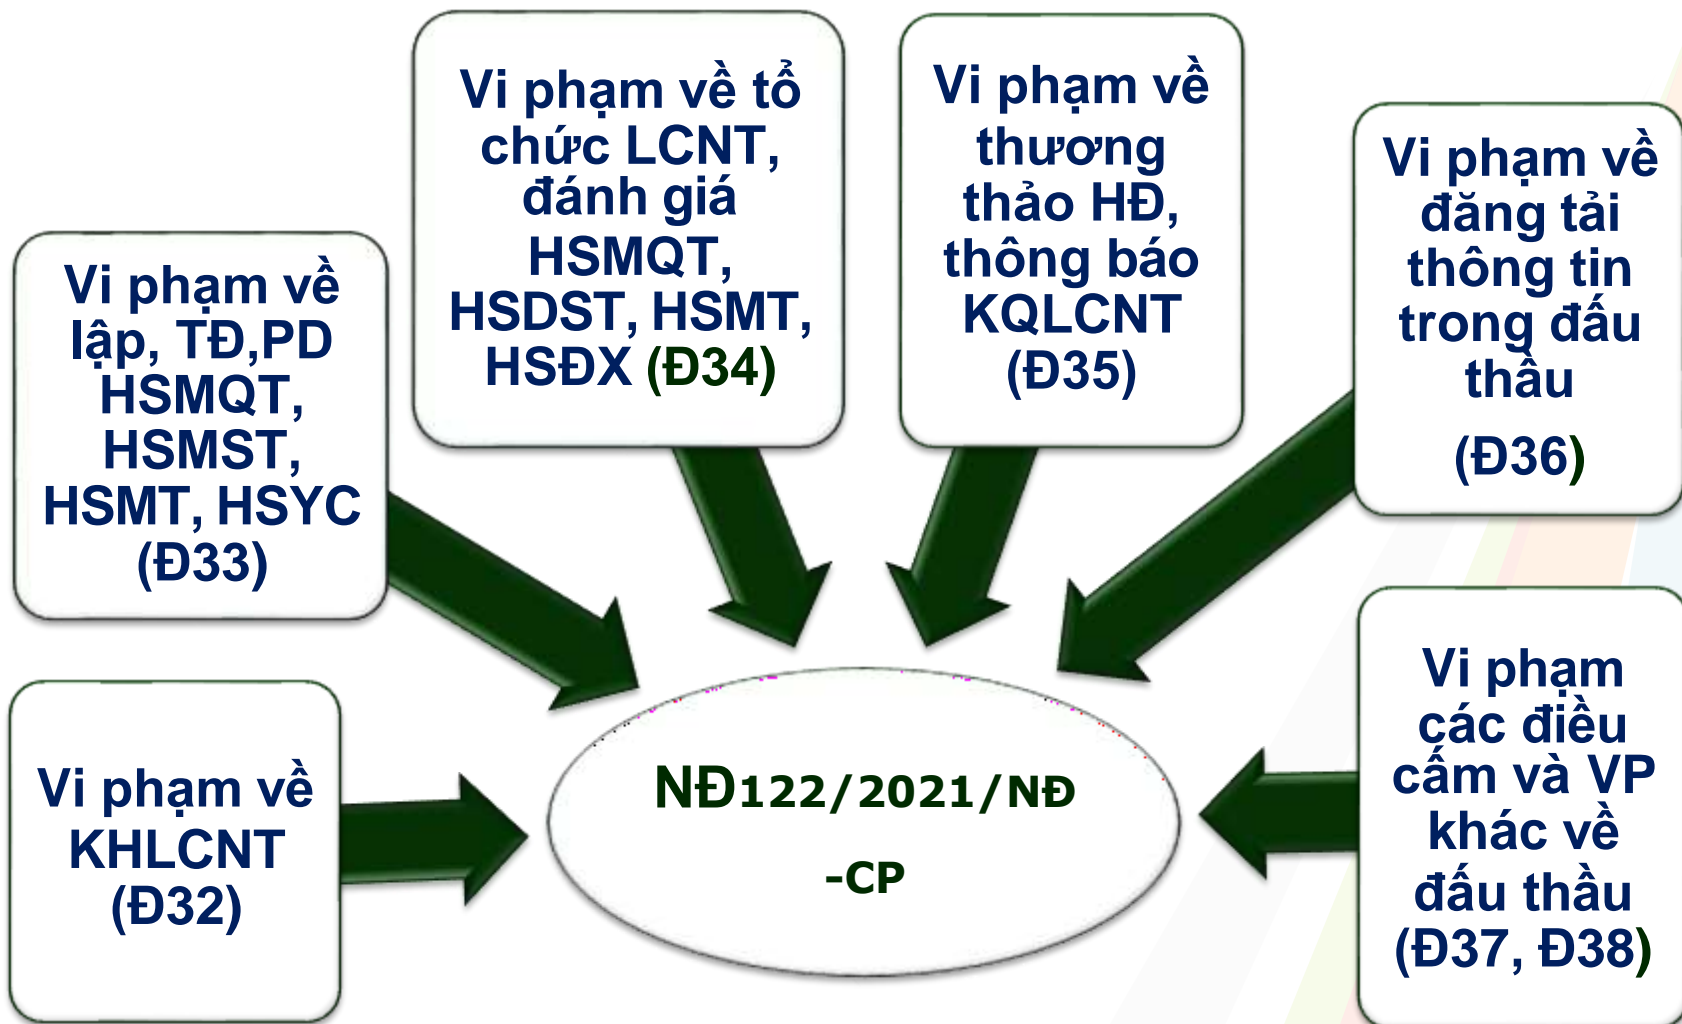 Vi phạm về
KHLCNT
(Đ32)
Vi phạm về
lập, TĐ,PD
HSMQT,
HSMST,
HSMT, HSYC
(Đ33)
Vi phạm về tổ
chức LCNT,
đánh giá
HSMQT,
HSDST, HSMT,
HSĐX (Đ34)
Vi phạm về
thương
thảo HĐ,
thông báo
KQLCNT
(Đ35)
Vi phạm về
đăng tải
thông tin
trong đấu
thầu
(Đ36)
Vi phạm
các điều
cấm và VP
khác về
đấu thầu
(Đ37, Đ38)
NĐ122/2021/NĐ
-CP